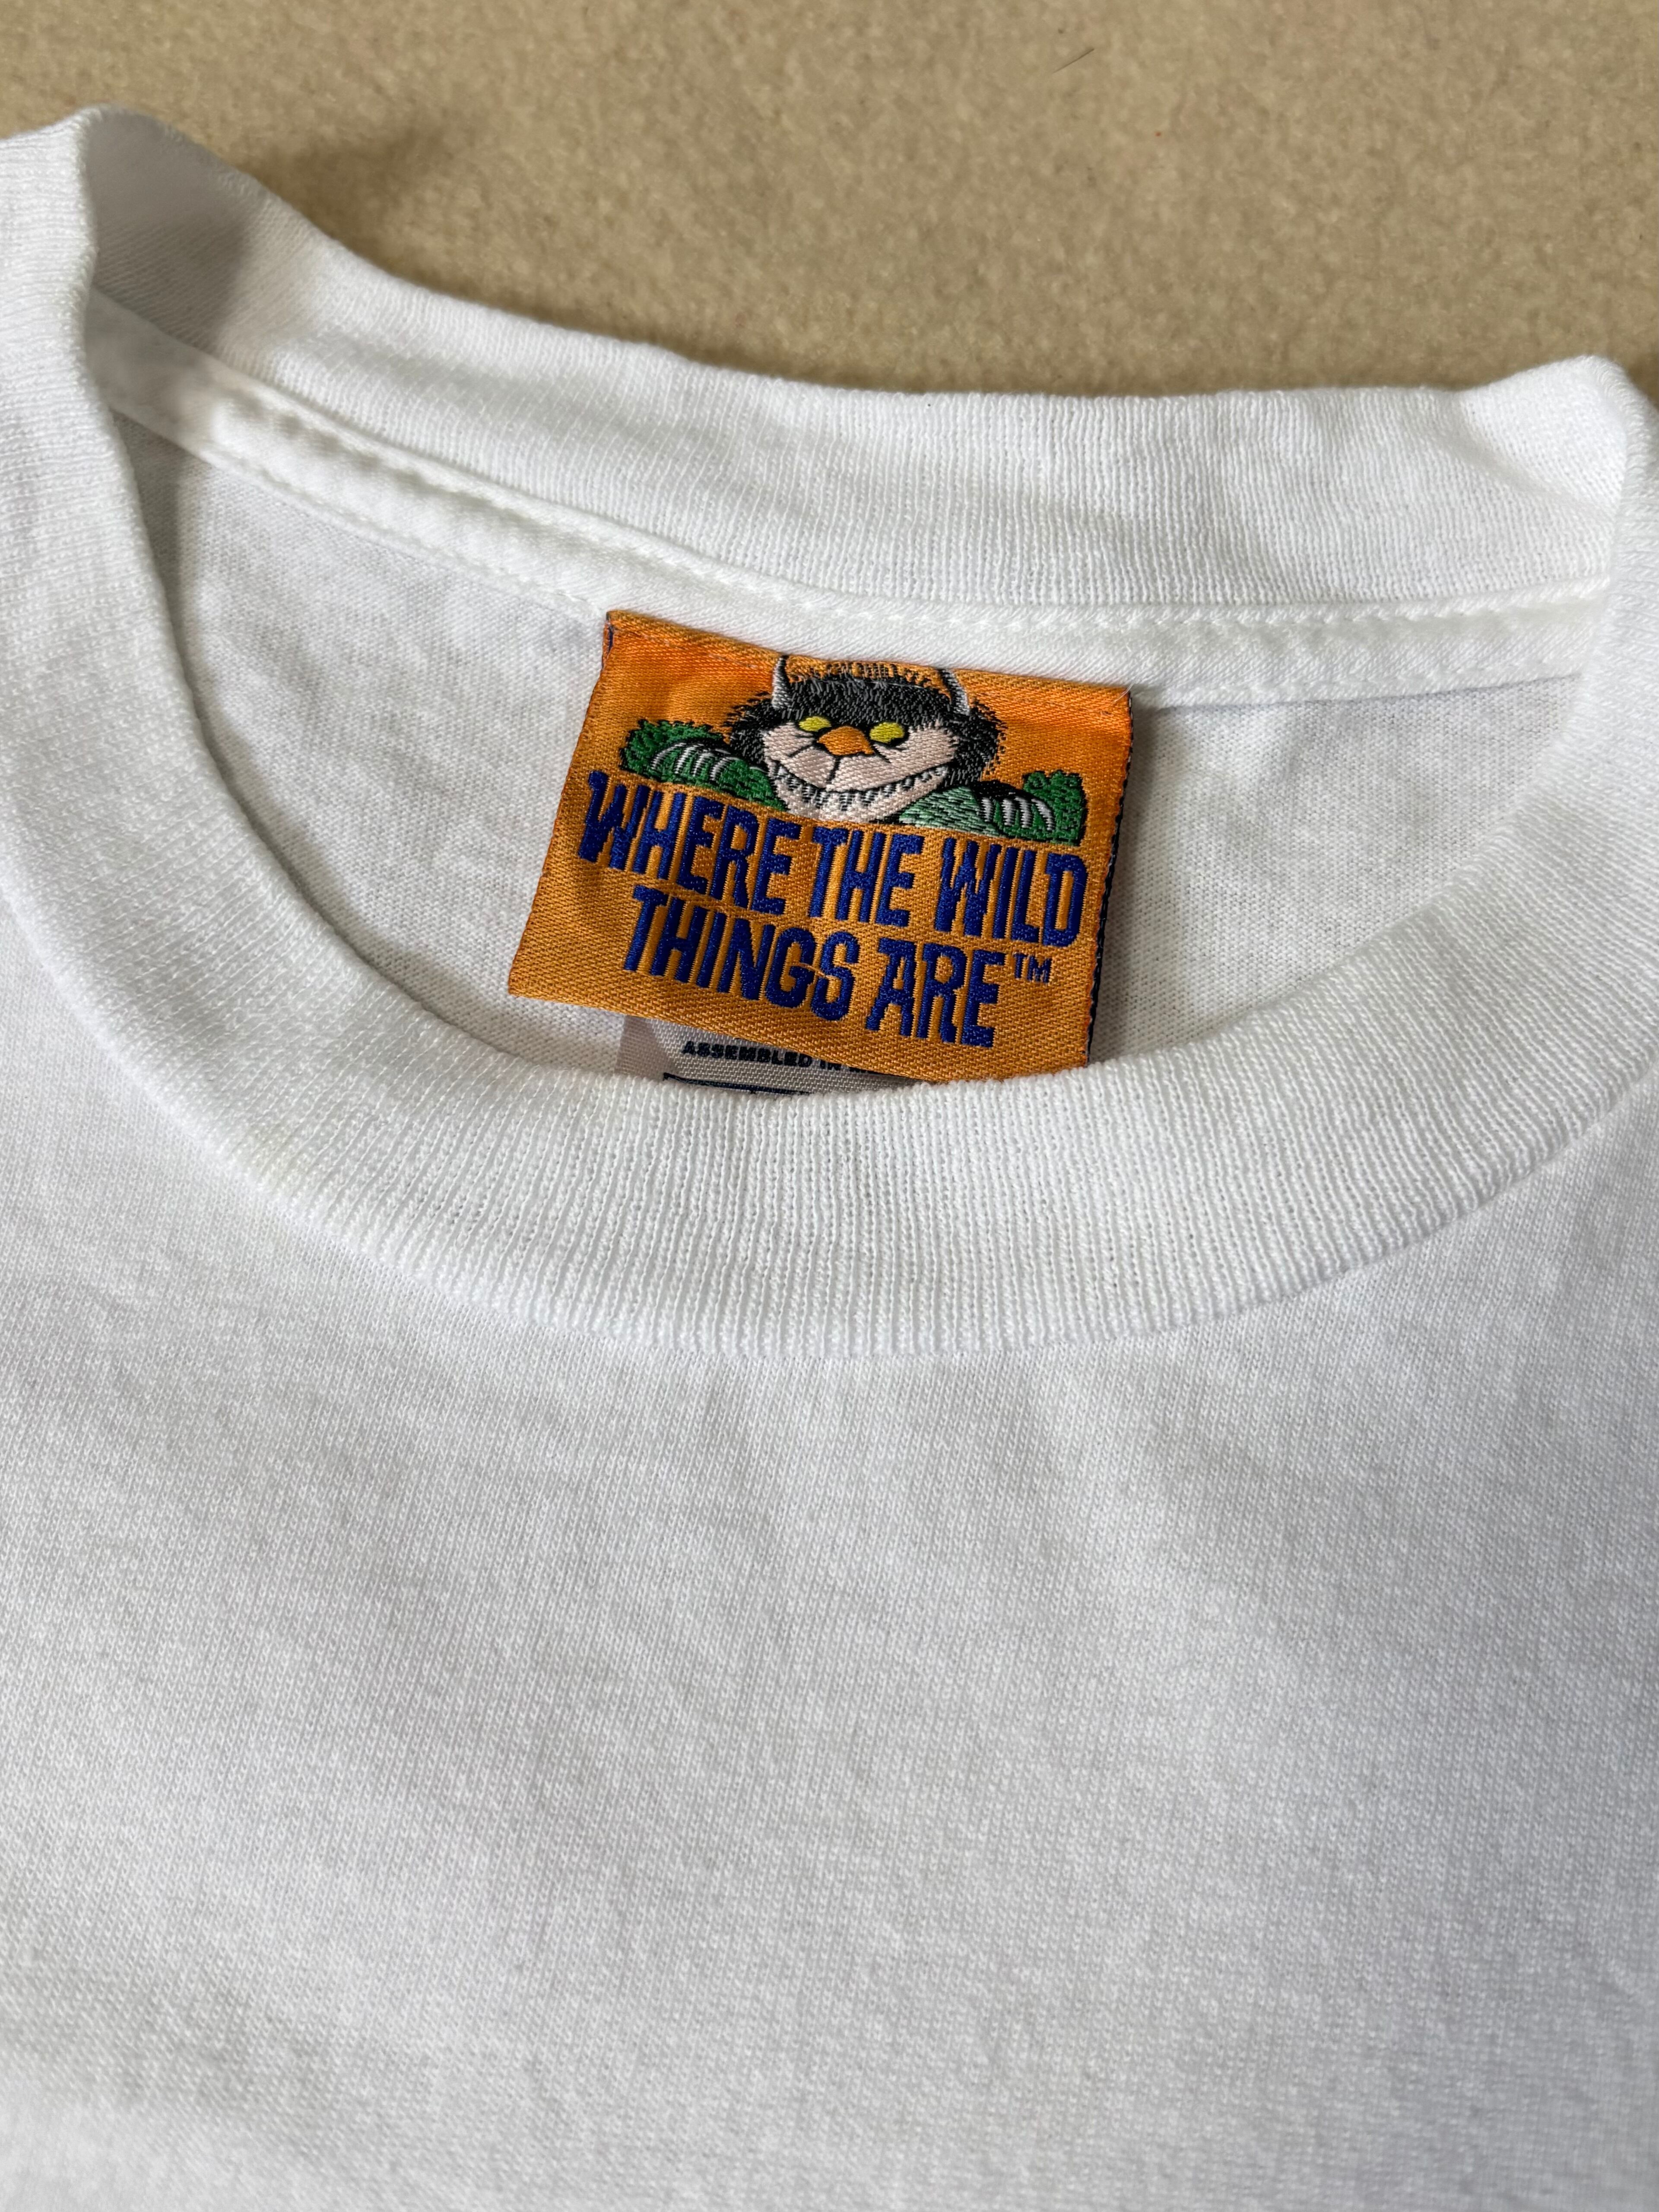 WHERE THE WILD
THINGS ARE™
ASSEMBLED IN